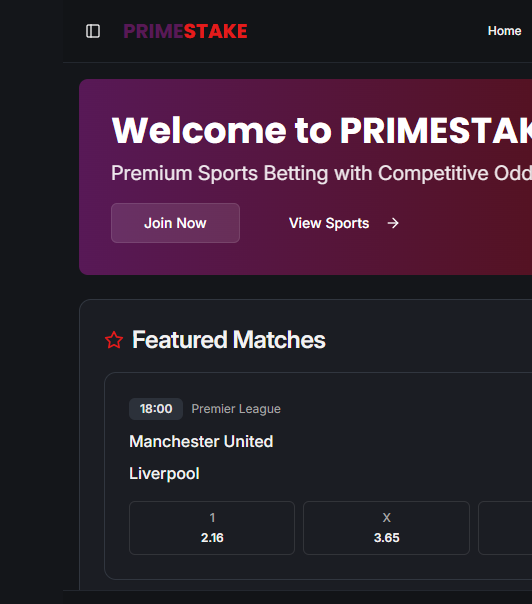 PRIMESTAKE
Home
Welcome to PRIMESTAK
Premium Sports Betting with Competitive Odd
Join Now
View Sports
Featured Matches
18:00 Premier League
Manchester United
Liverpool
1 X
2.16 3.65